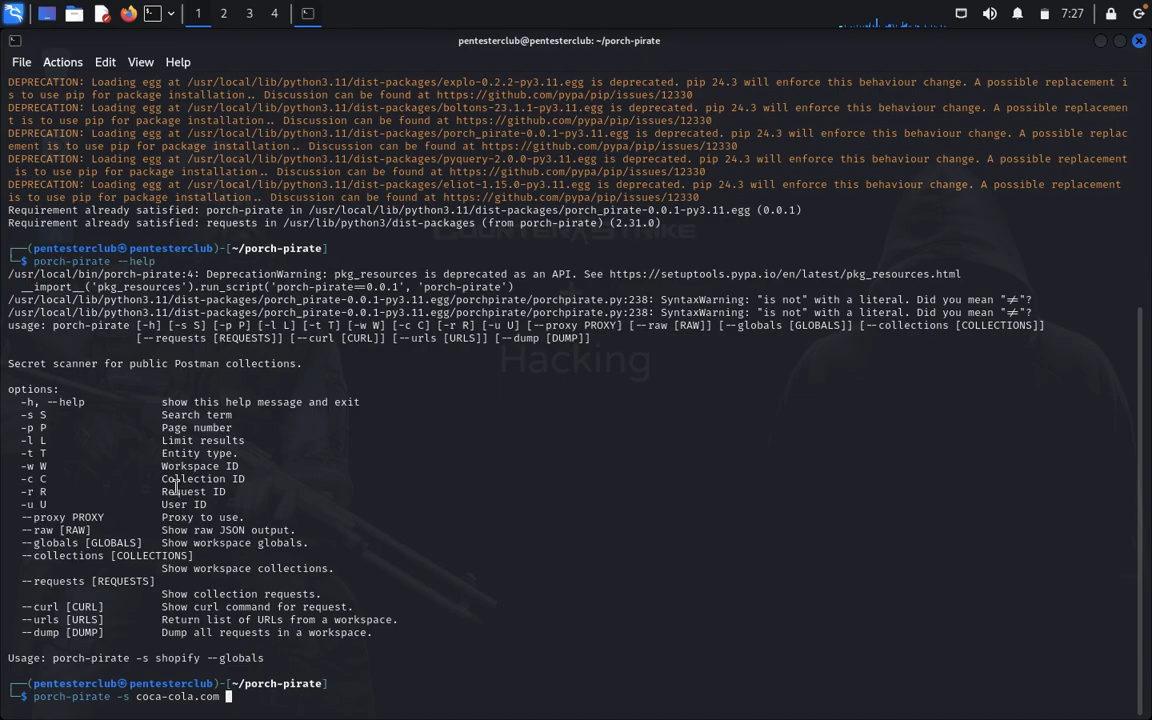 1 2 3 4 7:27
pentesterclub@pentesterclub: ~/porch-pirate
File Actions Edit View Help
DEPRECATION: Loading egg at /usr/local/lib/python3.11/dist-packages/explo-0.2.2-py3.11.egg is deprecated. pip 24.3 will enforce this behaviour change. A possible replacement i
s to use pip for package installation.. Discussion can be found at https://github.com/pypa/pip/issues/12330
DEPRECATION: Loading egg at /usr/local/lib/python3.11/dist-packages/boltons-23.1.1-py3.11.egg is deprecated. pip 24.3 will enforce this behaviour change. A possible replacemen
t is to use pip for package installation.. Discussion can be found at https://github.com/pypa/pip/issues/12330
DEPRECATION: Loading egg at /usr/local/lib/python3.11/dist-packages/porch_pirate-0.0.1-py3.11.egg is deprecated. pip 24.3 will enforce this behaviour change. A possible replac
ement is to use pip for package installation.. Discussion can be found at https://github.com/pypa/pip/issues/12330
DEPRECATION: Loading egg at /usr/local/lib/python3.11/dist-packages/pyquery-2.0.0-py3.11.egg is deprecated. pip 24.3 will enforce this behaviour change. A possible replacement
is to use pip for package installation.. Discussion can be found at https://github.com/pypa/pip/issues/12330
DEPRECATION: Loading egg at /usr/local/lib/python3.11/dist-packages/eliot-1.15.0-py3.11.egg is deprecated. pip 24.3 will enforce this behaviour change. A possible replacement
is to use pip for package installation.. Discussion can be found at https://github.com/pypa/pip/issues/12330
Requirement already satisfied: porch-pirate in /usr/local/lib/python3.11/dist-packages/porch_pirate-0.0.1-py3.11.egg (0.0.1)
Requirement already satisfied: requests in /usr/lib/python3/dist-packages (from porch-pirate) (2.31.0)
┌──(pentesterclub㉿pentesterclub)-[~/porch-pirate]
└─$ porch-pirate --help
/usr/local/bin/porch-pirate:4: DeprecationWarning: pkg_resources is deprecated as an API. See https://setuptools.pypa.io/en/latest/pkg_resources.html
__import__('pkg_resources').run_script('porch-pirate==0.0.1', 'porch-pirate')
/usr/local/lib/python3.11/dist-packages/porch_pirate-0.0.1-py3.11.egg/porchpirate/porchpirate.py:238: SyntaxWarning: "is not" with a literal. Did you mean "≠"?
/usr/local/lib/python3.11/dist-packages/porch_pirate-0.0.1-py3.11.egg/porchpirate/porchpirate.py:238: SyntaxWarning: "is not" with a literal. Did you mean "≠"?
usage: porch-pirate [-h] [-s S] [-p P] [-l L] [-t T] [-w W] [-c C] [-r R] [-u U] [--proxy PROXY] [--raw [RAW]] [--globals [GLOBALS]] [--collections [COLLECTIONS]]
[--requests [REQUESTS]] [--curl [CURL]] [--urls [URLS]] [--dump [DUMP]]
Secret scanner for public Postman collections.
Hacking
options:
-h, --help show this help message and exit
-s S Search term
-p P Page number
-l L Limit results
-t T Entity type.
-w W Workspace ID
-c C Collection ID
-r R Request ID
-u U User ID
--proxy PROXY Proxy to use.
--raw [RAW] Show raw JSON output.
--globals [GLOBALS] Show workspace globals.
--collections [COLLECTIONS]
Show workspace collections.
--requests [REQUESTS]
Show collection requests.
--curl [CURL] Show curl command for request.
--urls [URLS] Return list of URLs from a workspace.
--dump [DUMP] Dump all requests in a workspace.
Usage: porch-pirate -s shopify --globals
┌──(pentesterclub㉿pentesterclub)-[~/porch-pirate]
└─$ porch-pirate -s coca-cola.com